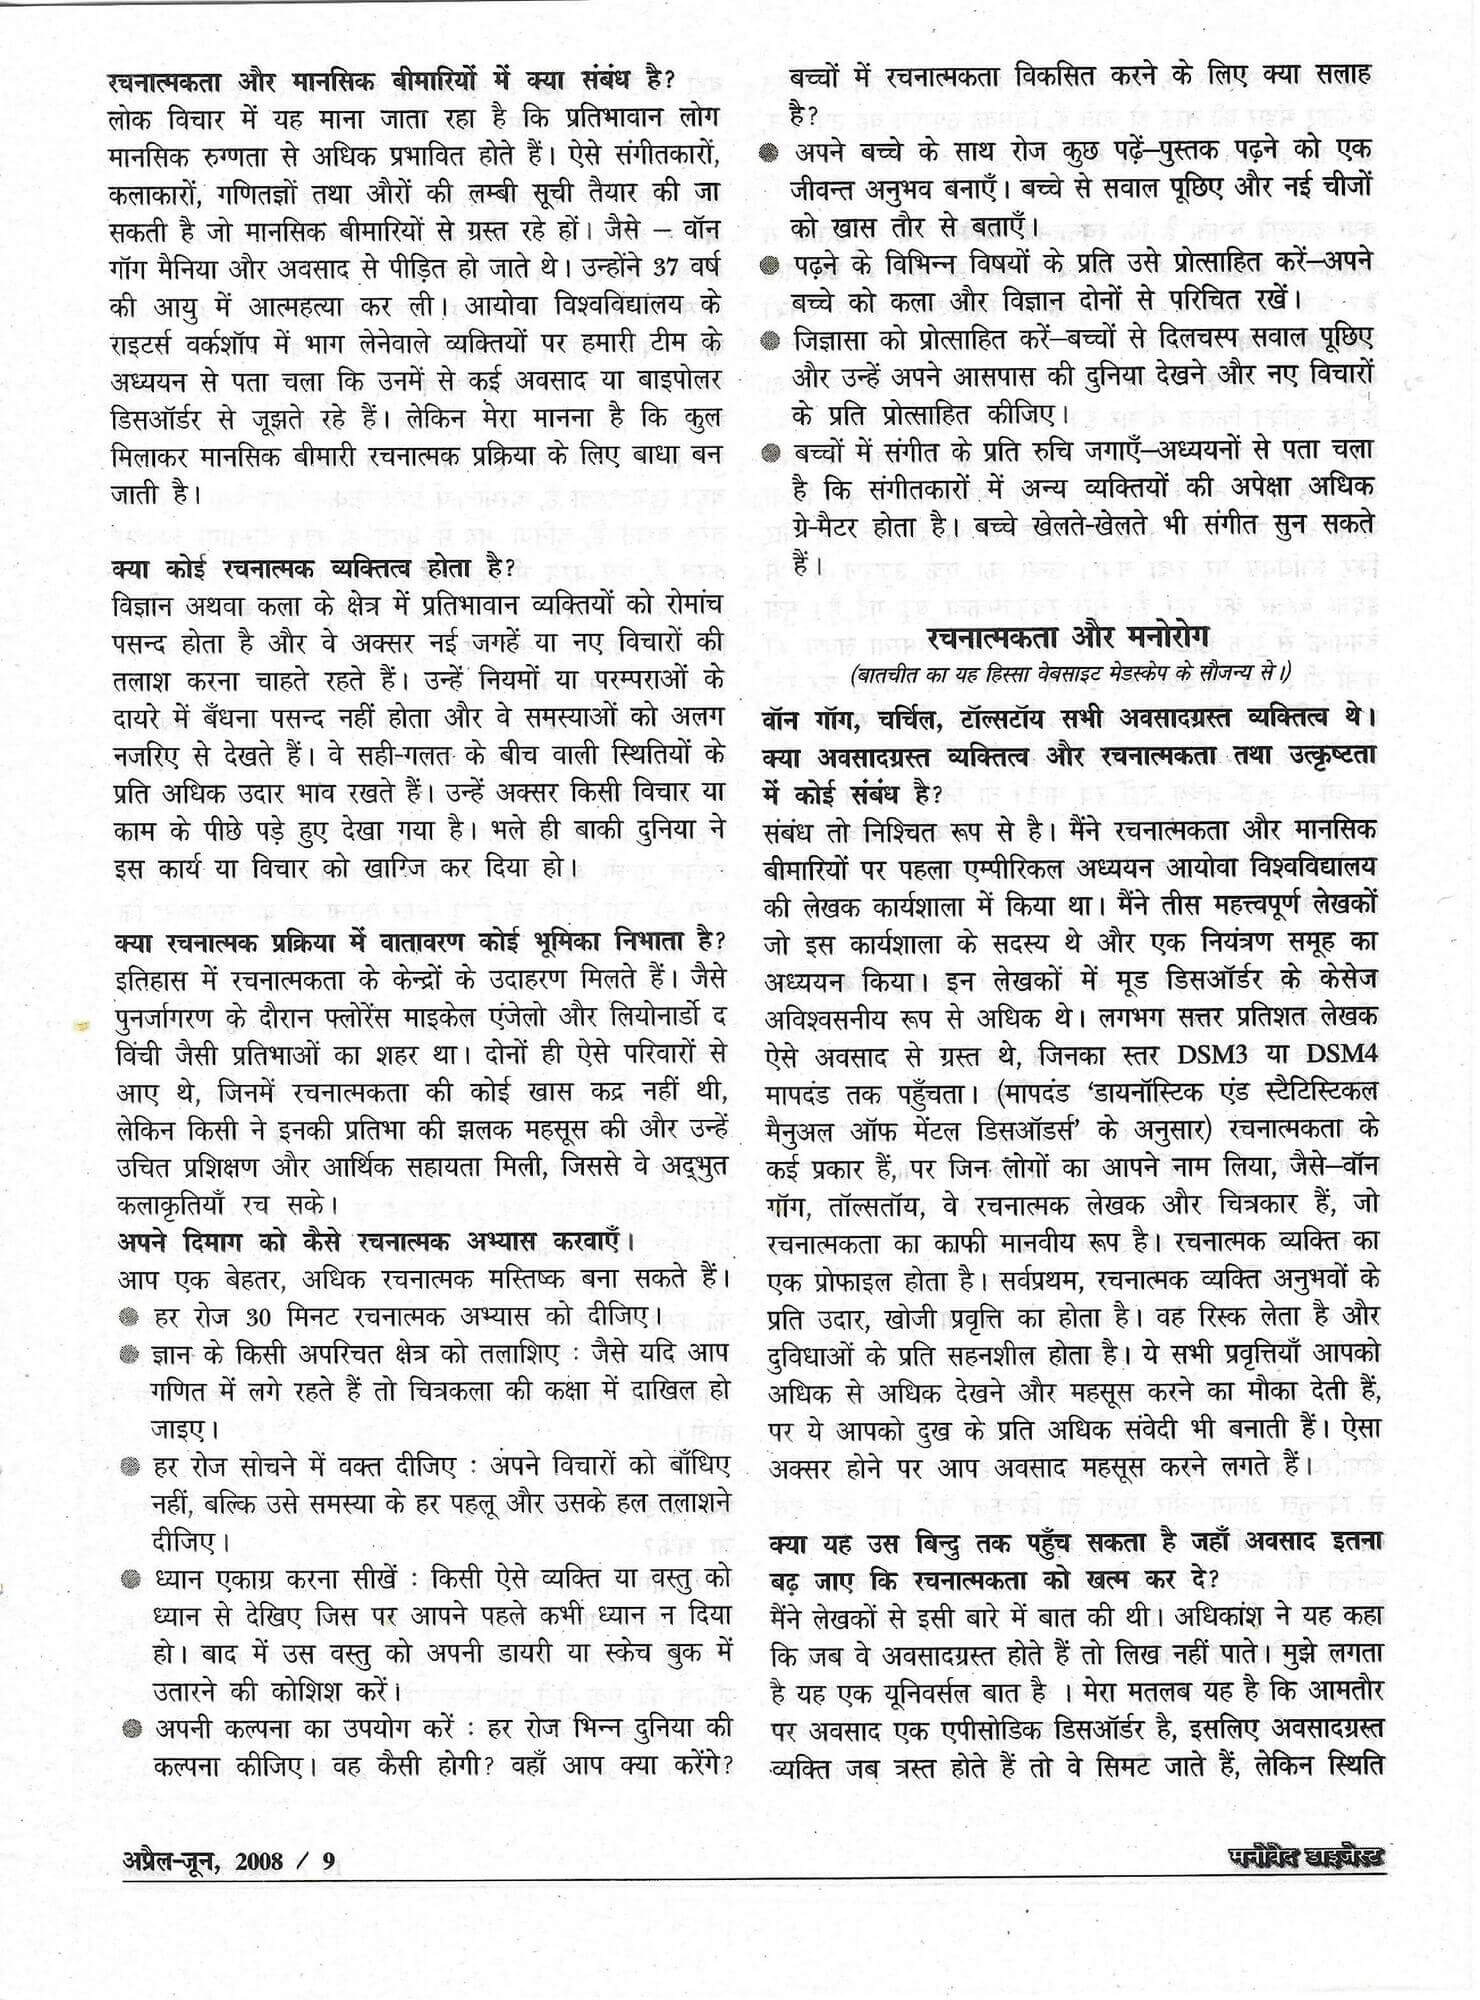 रचनात्मकता और मानसिक बीमारियों में क्या संबंध है?
लोक विचार में यह माना जाता रहा है कि प्रतिभावान लोग
मानसिक रुग्णता से अधिक प्रभावित होते हैं। ऐसे संगीतकारों,
कलाकारों, गणितज्ञों तथा औरों की लम्बी सूची तैयार की जा
सकती है जो मानसिक बीमारियों से ग्रस्त रहे हों। जैसे – वॉन
गॉग मैनिया और अवसाद से पीड़ित हो जाते थे। उन्होंने 37 वर्ष
की आयु में आत्महत्या कर ली। आयोवा विश्वविद्यालय के
राइटर्स वर्कशॉप में भाग लेनेवाले व्यक्तियों पर हमारी टीम के
अध्ययन से पता चला कि उनमें से कई अवसाद या बाइपोलर
डिसऑर्डर से जूझते रहे हैं। लेकिन मेरा मानना है कि कुल
मिलाकर मानसिक बीमारी रचनात्मक प्रक्रिया के लिए बाधा बन
जाती है।
क्या कोई रचनात्मक व्यक्तित्व होता है?
विज्ञान अथवा कला के क्षेत्र में प्रतिभावान व्यक्तियों को रोमांच
पसन्द होता है और वे अक्सर नई जगहें या नए विचारों की
तलाश करना चाहते रहते हैं। उन्हें नियमों या परम्पराओं के
दायरे में बँधना पसन्द नहीं होता और वे समस्याओं को अलग
नजरिए से देखते हैं। वे सही-गलत के बीच वाली स्थितियों के
प्रति अधिक उदार भाव रखते हैं। उन्हें अक्सर किसी विचार या
काम के पीछे पड़े हुए देखा गया है। भले ही बाकी दुनिया ने
इस कार्य या विचार को खाग्जि कर दिया हो।
क्या रचनात्मक प्रक्रिया में वातावरण कोई भूमिका निभाता है?
इतिहास में रचनात्मकता के केन्द्रों के उदाहरण मिलते हैं। जैसे
पुनर्जागरण के दौरान फ्लोरेंस माइकेल एंजेलो और लियोनार्डो द
विंची जैसी प्रतिभाओं का शहर था। दोनों ही ऐसे परिवारों से
आए थे, जिनमें रचनात्मकता की कोई खास कद्र नहीं थी,
लेकिन किसी ने इनकी प्रतिभा की झलक महसूस की और उन्हें
उचित प्रशिक्षण और आर्थिक सहायता मिली, जिससे वे अद्भुत
कलाकृतियाँ रच सके।
अपने दिमाग को कैसे रचनात्मक अभ्यास करवाएँ।
आप एक बेहतर, अधिक रचनात्मक मस्तिष्क बना सकते हैं।
● हर रोज 30 मिनट रचनात्मक अभ्यास को दीजिए।
● ज्ञान के किसी अपरिचत क्षेत्र को तलाशिए : जैसे यदि आप
गणित में लगे रहते हैं तो चित्रकला की कक्षा में दाखिल हो
जाइए।
● हर रोज सोचने में वक्त दीजिए : अपने विचारों को बाँधिए
नहीं, बल्कि उसे समस्या के हर पहलू और उसके हल तलाशने
दीजिए।
● ध्यान एकाग्र करना सीखें : किसी ऐसे व्यक्ति या वस्तु को
ध्यान से देखिए जिस पर आपने पहले कभी ध्यान न दिया
हो। बाद में उस वस्तु को अपनी डायरी या स्केच बुक में
उतारने की कोशिश करें।
● अपनी कल्पना का उपयोग करें : हर रोज भिन्न दुनिया की
कल्पना कीजिए। वह कैसी होगी? वहाँ आप क्या करेंगे?
बच्चों में रचनात्मकता विकसित करने के लिए क्या सलाह
है?
● अपने बच्चे के साथ रोज कुछ पढ़ें–पुस्तक पढ़ने को एक
जीवन्त अनुभव बनाएँ। बच्चे से सवाल पूछिए और नई चीजों
को खास तौर से बताएँ।
● पढ़ने के विभिन्न विषयों के प्रति उसे प्रोत्साहित करें–अपने
बच्चे को कला और विज्ञान दोनों से परिचित रखें।
● जिज्ञासा को प्रोत्साहित करें–बच्चों से दिलचस्प सवाल पूछिए
और उन्हें अपने आसपास की दुनिया देखने और नए विचारों
के प्रति प्रोत्साहित कीजिए।
● बच्चों में संगीत के प्रति रुचि जगाएँ–अध्ययनों से पता चला
है कि संगीतकारों में अन्य व्यक्तियों की अपेक्षा अधिक
ग्रे-मैटर होता है। बच्चे खेलते-खेलते भी संगीत सुन सकते
हैं।
रचनात्मकता और मनोरोग
(बातचीत का यह हिस्सा वेबसाइट मेडस्केप के सौजन्य से।)
वॉन गॉग, चर्चिल, टॉल्सटॉय सभी अवसादग्रस्त व्यक्तित्व थे।
क्या अवसादग्रस्त व्यक्तित्व और रचनात्मकता तथा उत्कृष्टता
में कोई संबंध है?
संबंध तो निश्चित रूप से है। मैंने रचनात्मकता और मानसिक
बीमारियों पर पहला एम्पीरिकल अध्ययन आयोवा विश्वविद्यालय
की लेखक कार्यशाला में किया था। मैंने तीस महत्त्वपूर्ण लेखकों
जो इस कार्यशाला के सदस्य थे और एक नियंत्रण समूह का
अध्ययन किया। इन लेखकों में मूड डिसऑर्डर के केसेज
अविश्वसनीय रूप से अधिक थे। लगभग सत्तर प्रतिशत लेखक
ऐसे अवसाद से ग्रस्त थे, जिनका स्तर DSM3 या DSM4
मापदंड तक पहुँचता। (मापदंड 'डायनॉस्टिक एंड स्टैटिस्टिकल
मैनुअल ऑफ मेंटल डिसऑडर्स' के अनुसार) रचनात्मकता के
कई प्रकार हैं, पर जिन लोगों का आपने नाम लिया, जैसे–वॉन
गॉग, तॉल्सतॉय, वे रचनात्मक लेखक और चित्रकार हैं, जो
रचनात्मकता का काफी मानवीय रूप है। रचनात्मक व्यक्ति का
एक प्रोफाइल होता है। सर्वप्रथम, रचनात्मक व्यक्ति अनुभवों के
प्रति उदार, खोजी प्रवृत्ति का होता है। वह रिस्क लेता है और
दुविधाओं के प्रति सहनशील होता है। ये सभी प्रवृत्तियाँ आपको
अधिक से अधिक देखने और महसूस करने का मौका देती हैं,
पर ये आपको दुख के प्रति अधिक संवेदी भी बनाती हैं। ऐसा
अक्सर होने पर आप अवसाद महसूस करने लगते हैं।
क्या यह उस बिन्दु तक पहुँच सकता है जहाँ अवसाद इतना
बढ़ जाए कि रचनात्मकता को खत्म कर दे?
मैंने लेखकों से इसी बारे में बात की थी। अधिकांश ने यह कहा
कि जब वे अवसादग्रस्त होते हैं तो लिख नहीं पाते। मुझे लगता
है यह एक यूनिवर्सल बात है । मेरा मतलब यह है कि आमतौर
पर अवसाद एक एपीसोडिक डिसऑर्डर है, इसलिए अवसादग्रस्त
व्यक्ति जब त्रस्त होते हैं तो वे सिमट जाते हैं, लेकिन स्थिति
अप्रैल-जून, 2008 / 9
मनोवेद डाइजेस्ट